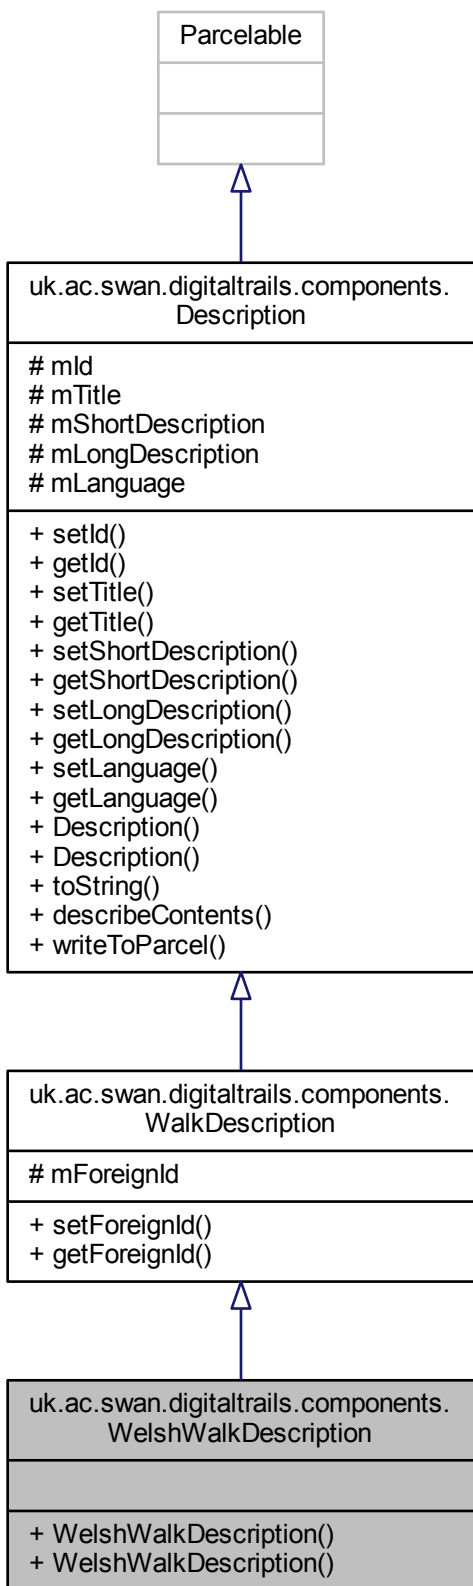 Parcelable
uk.ac.swan.digitaltrails.components.
Description
# mId
# mTitle
# mShortDescription
# mLongDescription
# mLanguage
+ setId()
+ getId()
+ setTitle()
+ getTitle()
+ setShortDescription()
+ getShortDescription()
+ setLongDescription()
+ getLongDescription()
+ setLanguage()
+ getLanguage()
+ Description()
+ Description()
+ toString()
+ describeContents()
+ writeToParcel()
uk.ac.swan.digitaltrails.components.
WalkDescription
# mForeignId
+ setForeignId()
+ getForeignId()
uk.ac.swan.digitaltrails.components.
WelshWalkDescription
+ WelshWalkDescription()
+ WelshWalkDescription()